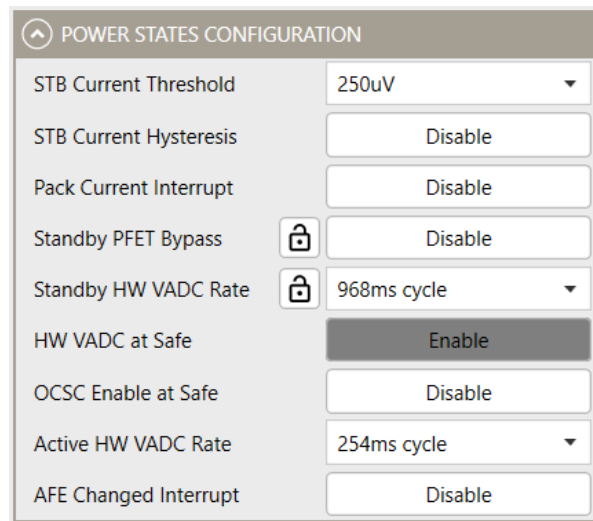 POWER STATES CONFIGURATION
STB Current Threshold 250uV
STB Current Hysteresis Disable
Pack Current Interrupt Disable
Standby PFET Bypass Disable
Standby HW VADC Rate 968ms cycle
HW VADC at Safe Enable
OCSC Enable at Safe Disable
Active HW VADC Rate 254ms cycle
AFE Changed Interrupt Disable